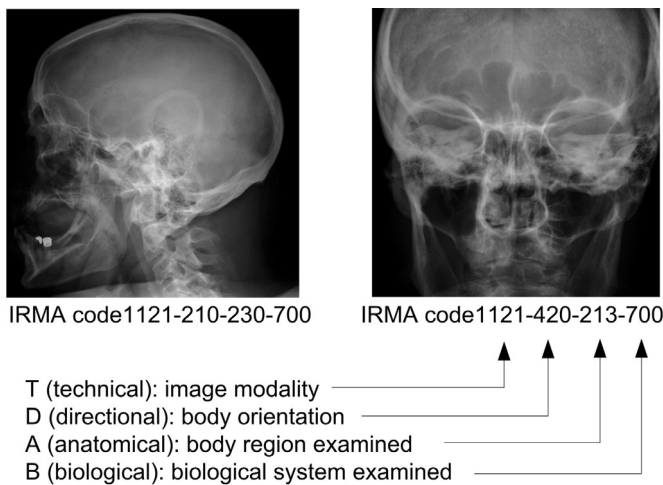 IRMA code1121-210-230-700
IRMA code1121-420-213-700
T (technical): image modality
D (directional): body orientation
A (anatomical): body region examined
B (biological): biological system examined